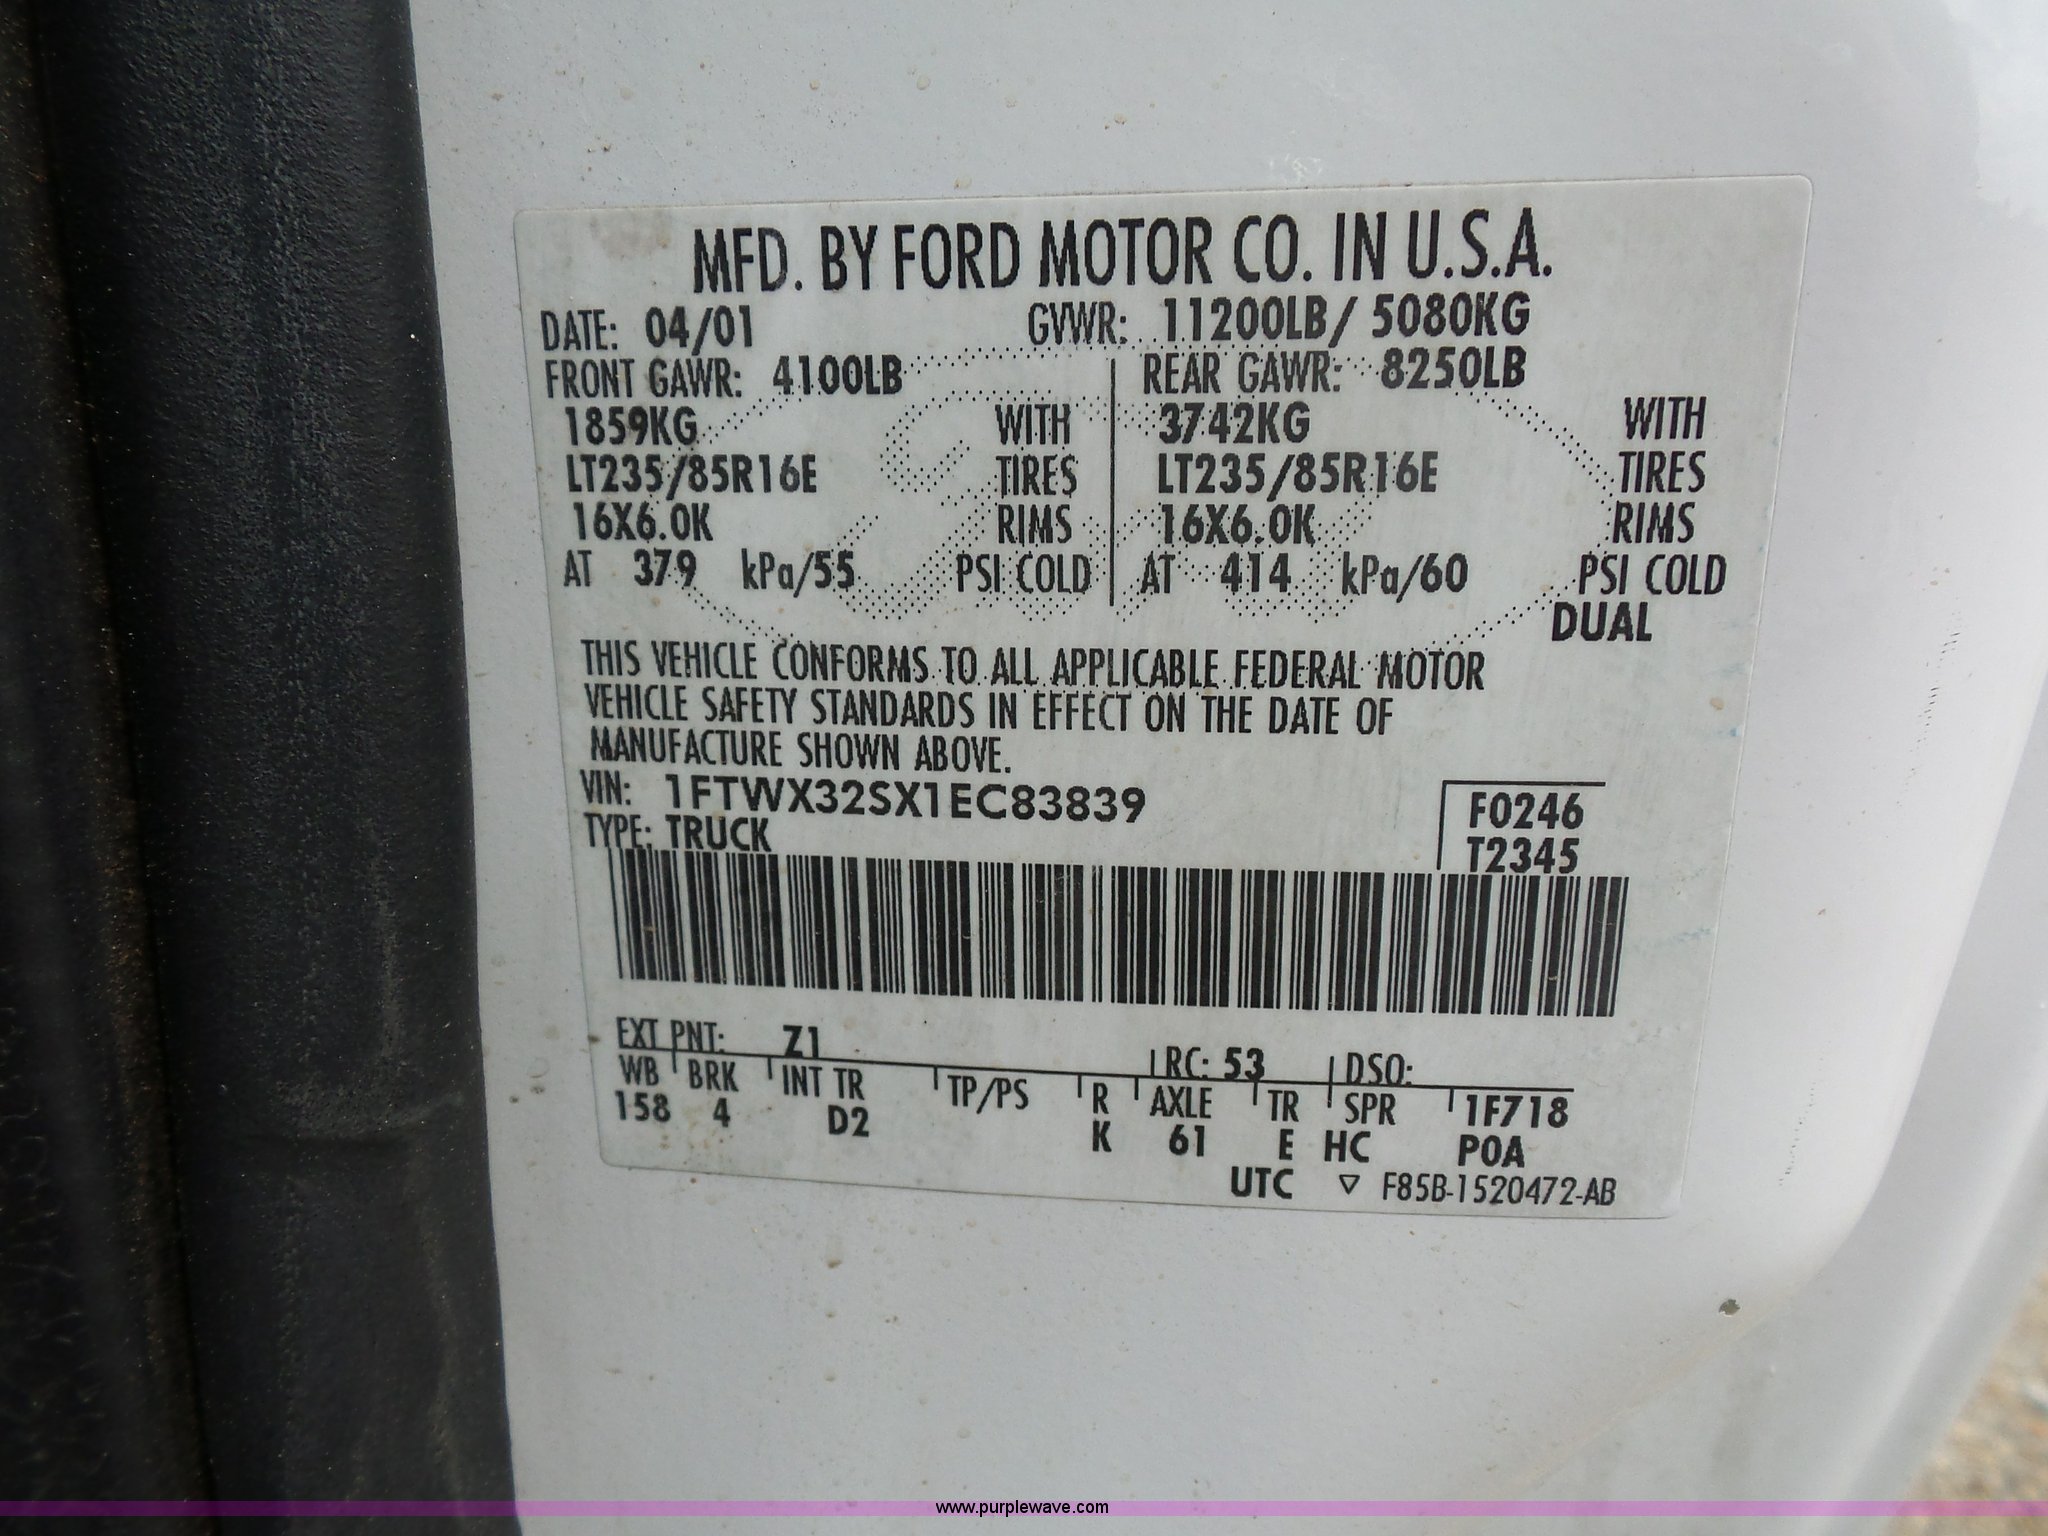 MFD. BY FORD MOTOR CO. IN U.S.A.
DATE: 04/01 GVWR: 11200LB/ 5080KG
FRONT GAWR: 4100LB REAR GAWR: 8250LB
1859KG WITH 3742KG WITH
LT235/85R16E TIRES LT235/85R16E TIRES
16X6.0K RIMS 16X6.0K RIMS
AT 379 kPa/55 PSI COLD AT 414 kPa/60 PSI COLD
DUAL
THIS VEHICLE CONFORMS TO ALL APPLICABLE FEDERAL MOTOR
VEHICLE SAFETY STANDARDS IN EFFECT ON THE DATE OF
MANUFACTURE SHOWN ABOVE.
VIN: 1FTWX32SX1EC83839 F0246
TYPE: TRUCK T2345
EXT PNT: Z1 RC: 53 DSO:
WB BRK INT TR TP/PS R AXLE TR SPR 1F718
158 4 D2 K 61 E HC P0A
UTC ▽ F85B-1520472-AB
www.purplewave.com